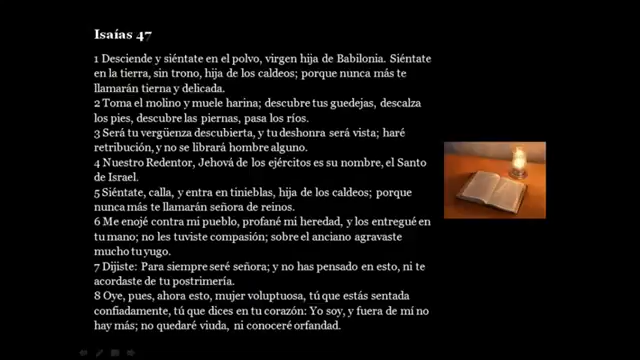 Isaías 47
1 Desciende y siéntate en el polvo, virgen hija de Babilonia. Siéntate
en la tierra, sin trono, hija de los caldeos; porque nunca más te
llamarán tierna y delicada.
2 Toma el molino y muele harina; descubre tus guedejas, descalza
los pies, descubre las piernas, pasa los ríos.
3 Será tu vergüenza descubierta, y tu deshonra será vista; haré
retribución, y no se librará hombre alguno.
4 Nuestro Redentor, Jehová de los ejércitos es su nombre, el Santo
de Israel.
5 Siéntate, calla, y entra en tinieblas, hija de los caldeos; porque
nunca más te llamarán señora de reinos.
6 Me enojé contra mi pueblo, profané mi heredad, y los entregué en
tu mano; no les tuviste compasión; sobre el anciano agravaste
mucho tu yugo.
7 Dijiste: Para siempre seré señora; y no has pensado en esto, ni te
acordaste de tu postrimería.
8 Oye, pues, ahora esto, mujer voluptuosa, tú que estás sentada
confiadamente, tú que dices en tu corazón: Yo soy, y fuera de mí no
hay más; no quedaré viuda, ni conoceré orfandad.